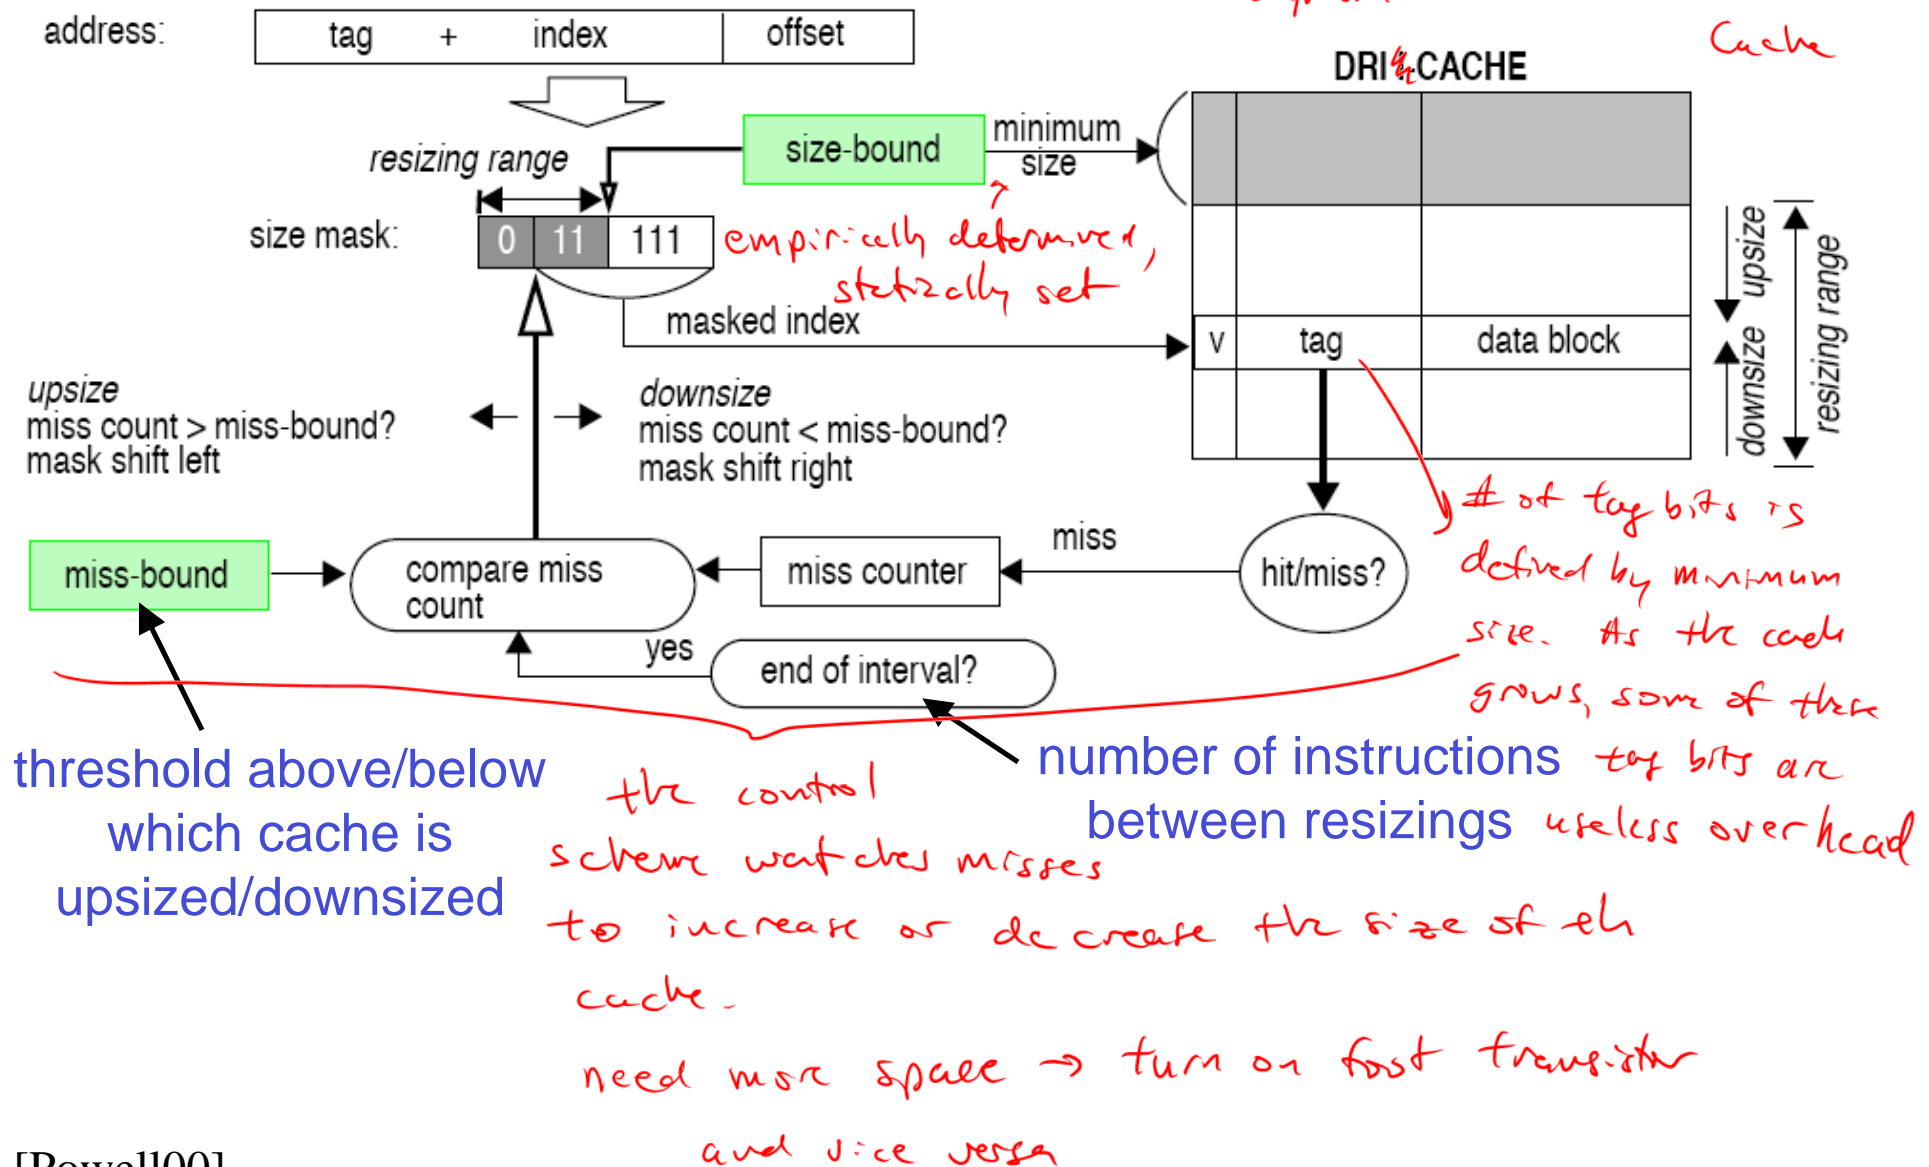 Cache
address:
tag + index
offset
DRI CACHE
size-bound
minimum
size
resizing range
size mask:
0 11 111
empirically determined,
statically set
masked index
v tag data block
upsize
downsize
resizing range
upsize
miss count > miss-bound?
mask shift left
downsize
miss count < miss-bound?
mask shift right
# of tag bits is
defined by minimum
size. As the cache
grows, some of these
tag bits are
useless overhead
miss-bound
compare miss
count
miss counter
miss
hit/miss?
yes
end of interval?
threshold above/below
which cache is
upsized/downsized
number of instructions
between resizings
the control
scheme watches misses
to increase or decrease the size of eh
cache.
need more space → turn on foot transistor
and vice versa
[Powell00]